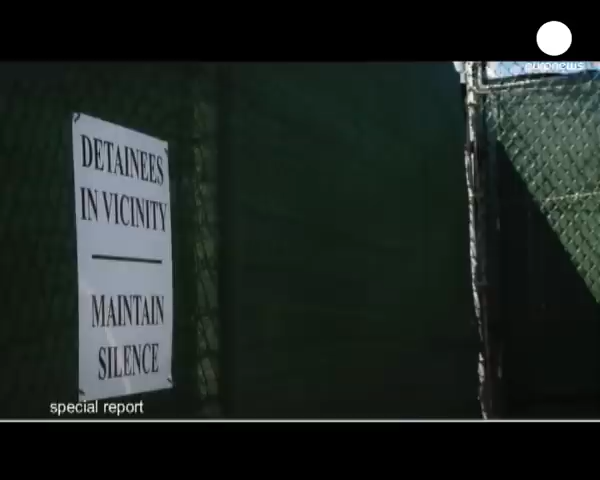 euronews
DETAINEES
IN VICINITY
MAINTAIN
SILENCE
special report